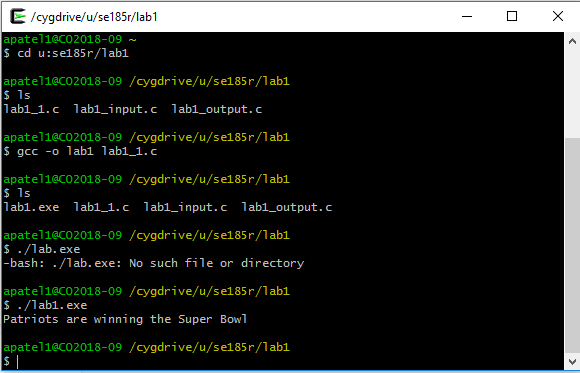 /cygdrive/u/se185r/lab1
apatel1@CO2018-09 ~
$ cd u:se185r/lab1
apatel1@CO2018-09 /cygdrive/u/se185r/lab1
$ ls
lab1_1.c  lab1_input.c  lab1_output.c
apatel1@CO2018-09 /cygdrive/u/se185r/lab1
$ gcc -o lab1 lab1_1.c
apatel1@CO2018-09 /cygdrive/u/se185r/lab1
$ ls
lab1.exe  lab1_1.c  lab1_input.c  lab1_output.c
apatel1@CO2018-09 /cygdrive/u/se185r/lab1
$ ./lab.exe
-bash: ./lab.exe: No such file or directory
apatel1@CO2018-09 /cygdrive/u/se185r/lab1
$ ./lab1.exe
Patriots are winning the Super Bowl
apatel1@CO2018-09 /cygdrive/u/se185r/lab1
$